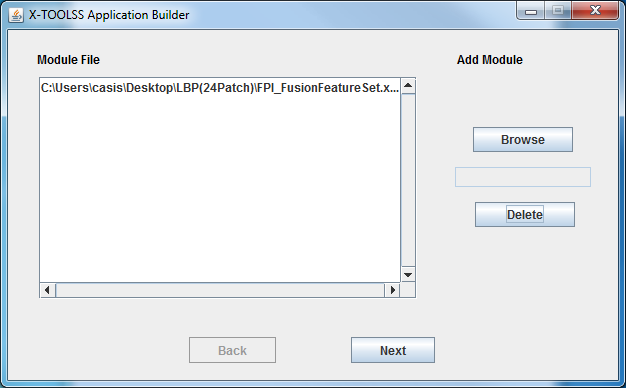 X-TOOLSS Application Builder
Module File
Add Module
C:\Users\casis\Desktop\LBP(24Patch)\FPI_FusionFeatureSet.x...
Browse
Delete
Back
Next